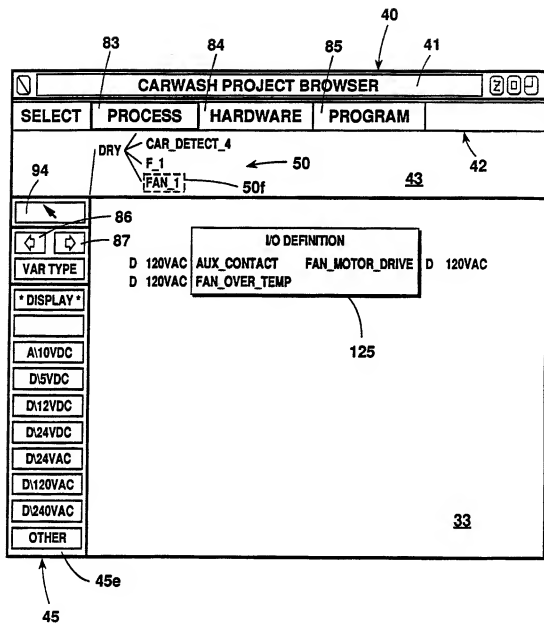 40
83 84 85 41
CARWASH PROJECT BROWSER Z
SELECT PROCESS HARDWARE PROGRAM
42
DRY CAR_DETECT_4
F_1
FAN_1
50
50f
43
94
86
87
VAR TYPE
* DISPLAY *
A\10VDC
D\5VDC
D\12VDC
D\24VDC
D\24VAC
D\120VAC
D\240VAC
OTHER
I/O DEFINITION
D 120VAC AUX_CONTACT FAN_MOTOR_DRIVE D 120VAC
D 120VAC FAN_OVER_TEMP
125
33
45e
45